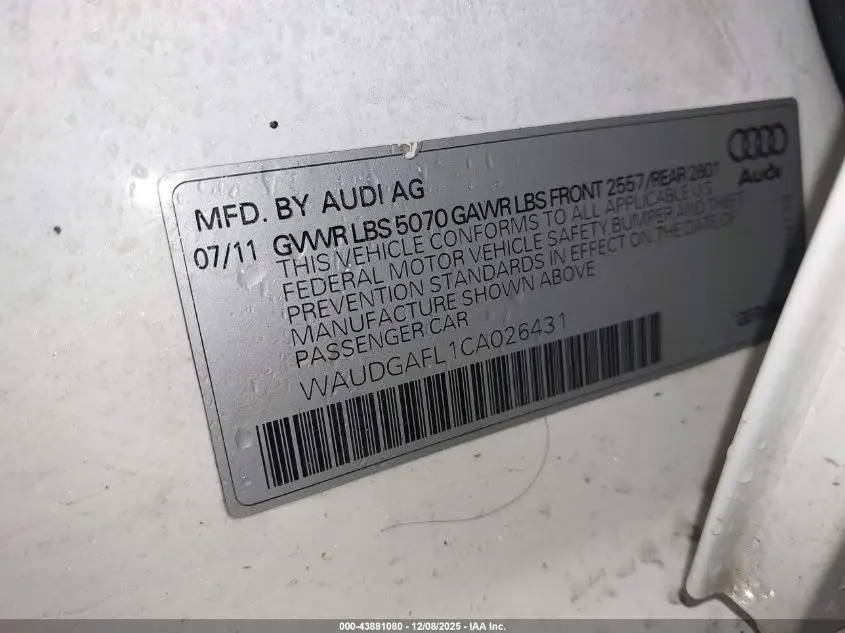 MFD. BY AUDI AG
Audi
07/11 GVWR LBS 5070 GAWR LBS FRONT 2557/REAR 2801
THIS VEHICLE CONFORMS TO ALL APPLICABLE U.S.
FEDERAL MOTOR VEHICLE SAFETY, BUMPER AND THEFT
PREVENTION STANDARDS IN EFFECT ON THE DATE OF
MANUFACTURE SHOWN ABOVE
PASSENGER CAR
WAUDGAFL1CA026431
000-43881080 - 12/08/2025 - IAA Inc.